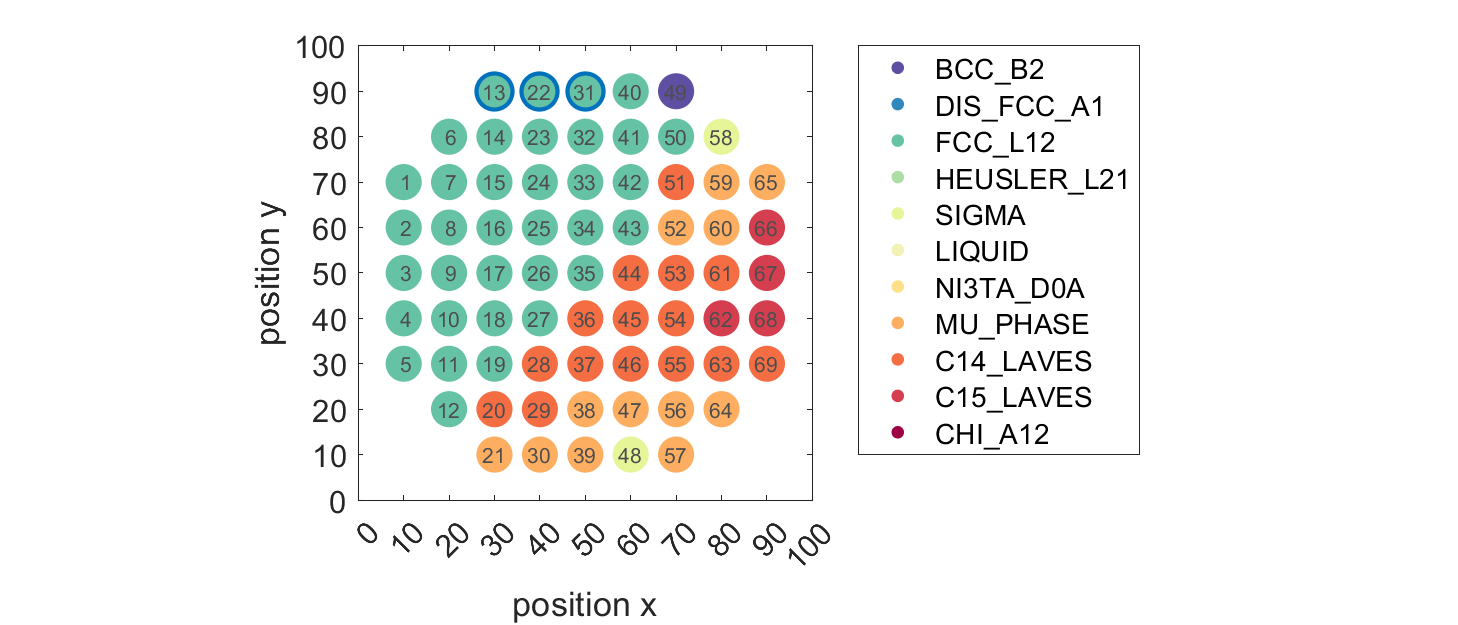 100
90
80
70
60
50
40
30
20
10
0
position y
13 22 31 40 49
6 14 23 32 41 50 58
1 7 15 24 33 42 51 59 65
2 8 16 25 34 43 52 60 66
3 9 17 26 35 44 53 61 67
4 10 18 27 36 45 54 62 68
5 11 19 28 37 46 55 63 69
12 20 29 38 47 56 64
21 30 39 48 57
0 10 20 30 40 50 60 70 80 90 100
position x
BCC_B2
DIS_FCC_A1
FCC_L12
HEUSLER_L21
SIGMA
LIQUID
NI3TA_D0A
MU_PHASE
C14_LAVES
C15_LAVES
CHI_A12